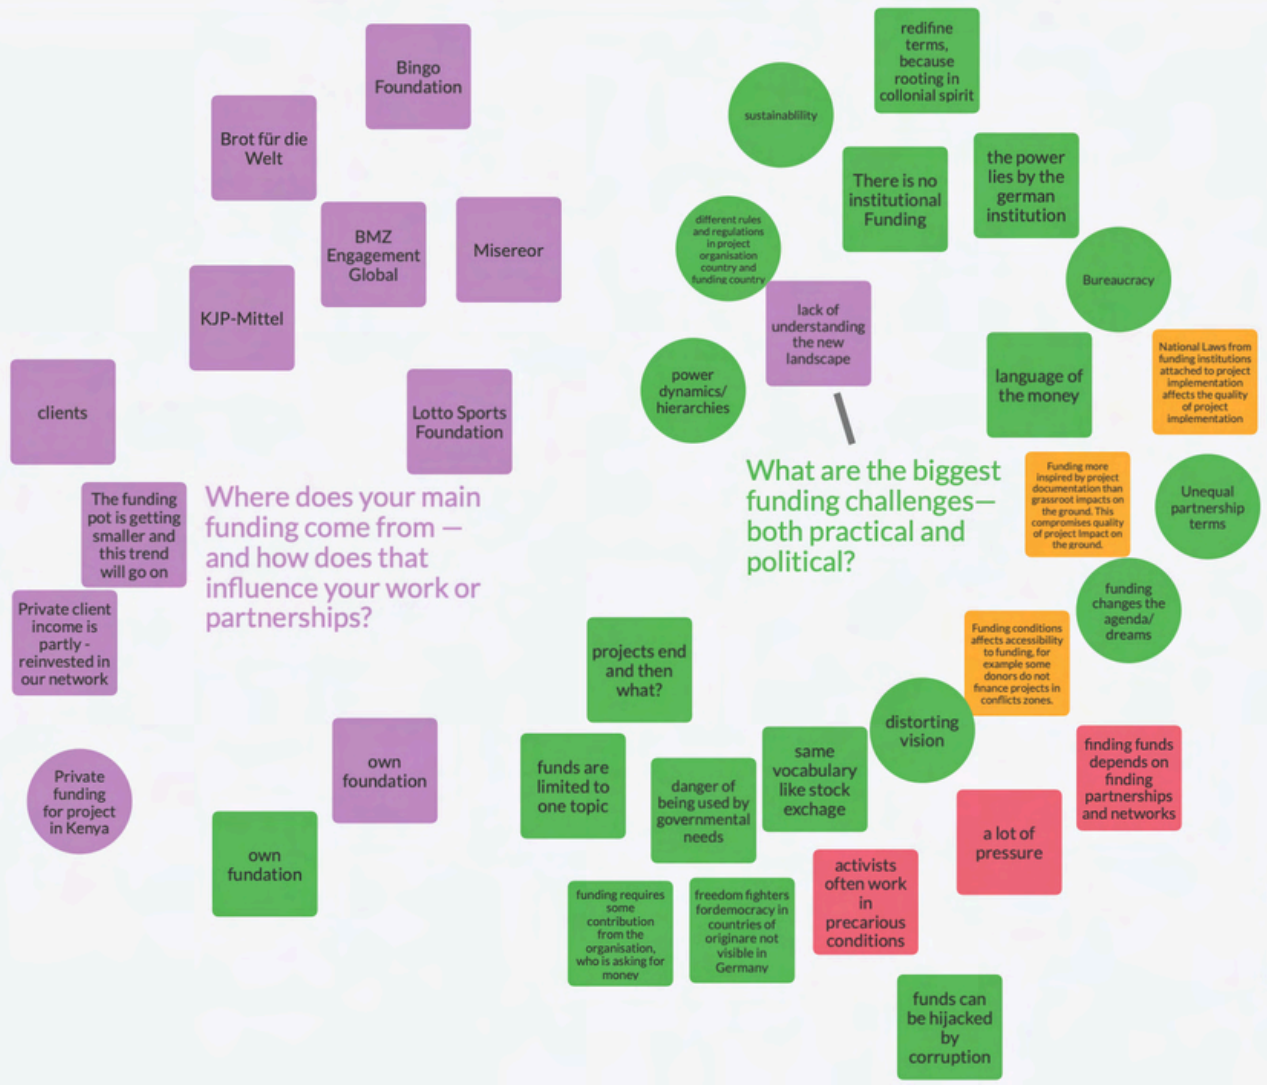 Bingo
Foundation
Brot für die
Welt
BMZ
Engagement
Global
Misereor
KJP-Mittel
clients
Lotto Sports
Foundation
The funding
pot is getting
smaller and
this trend
will go on
Where does your main
funding come from —
and how does that
influence your work or
partnerships?
Private client
income is
partly -
reinvested in
our network
Private
funding
for project
in Kenya
own
foundation
own
fundation
redifine
terms,
because
rooting in
collonial spirit
sustainablility
There is no
institutional
Funding
the power
lies by the
german
institution
different rules
and regulations
in project
organisation
country and
funding country
Bureaucracy
lack of
understanding
the new
landscape
power
dynamics/
hierarchies
language of
the money
National Laws from
funding institutions
attached to project
implementation
affects the quality
of project
implementation
What are the biggest
funding challenges—
both practical and
political?
Funding more
inspired by project
documentation than
grassroot impacts on
the ground. This
compromises quality
of project Impact on
the ground.
Unequal
partnership
terms
funding
changes the
agenda/
dreams
Funding conditions
affects accessibility
to funding, for
example some
donors do not
finance projects in
conflicts zones.
projects end
and then
what?
distorting
vision
funds are
limited to
one topic
danger of
being used by
governmental
needs
same
vocabulary
like stock
exchage
finding funds
depends on
finding
partnerships
and networks
a lot of
pressure
activists
often work
in
precarious
conditions
funding requires
some
contribution
from the
organisation,
who is asking for
money
freedom fighters
fordemocracy in
countries of
originare not
visible in
Germany
funds can
be hijacked
by
corruption